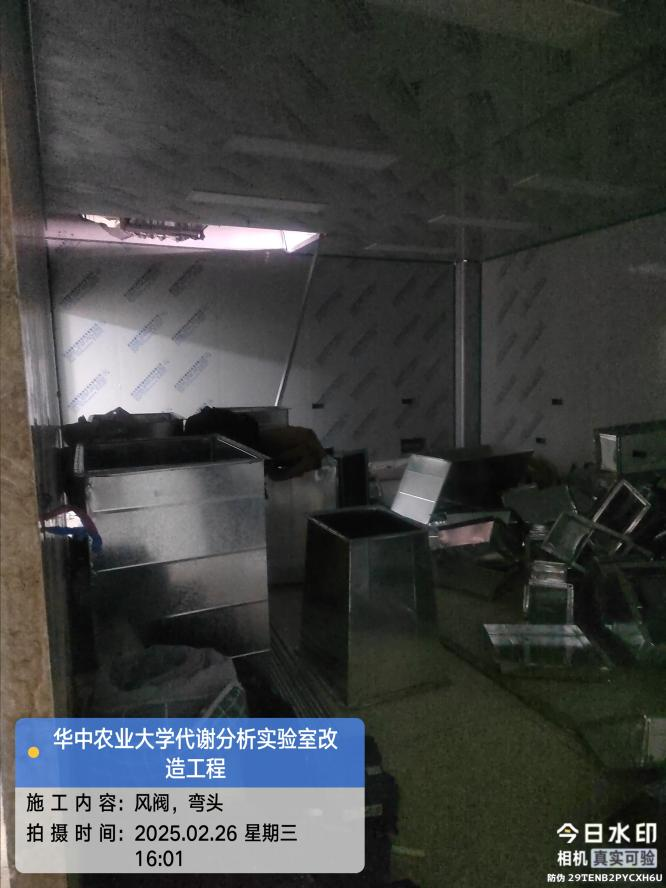 华中农业大学代谢分析实验室改
造工程
施工内容：风阀，弯头
拍摄时间：2025.02.26 星期三
16:01
今日水印
相机 真实可验
防伪 29TENB2PYCXH6U